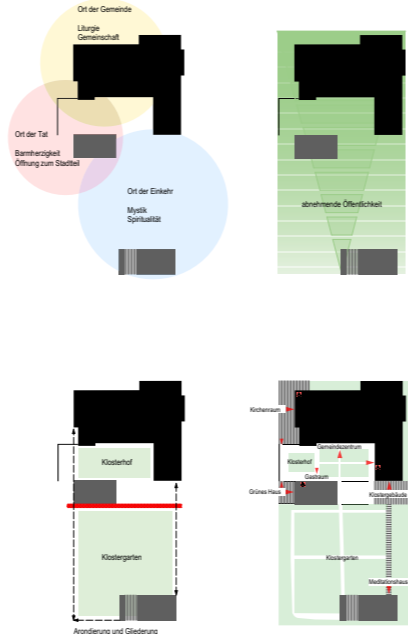 Ort der Gemeinde
Liturgie
Gemeinschaft
Ort der Tat
Barmherzigkeit
Öffnung zum Stadtteil
Ort der Einkehr
Mystik
Spiritualität
abnehmende Öffentlichkeit
Klosterhof
Klostergarten
Arondierung und Gliederung
Kirchenraum
Gemeindezentrum
Klosterhof
Gastraum
Grünes Haus
Klostergebäude
Klostergarten
Meditationshaus